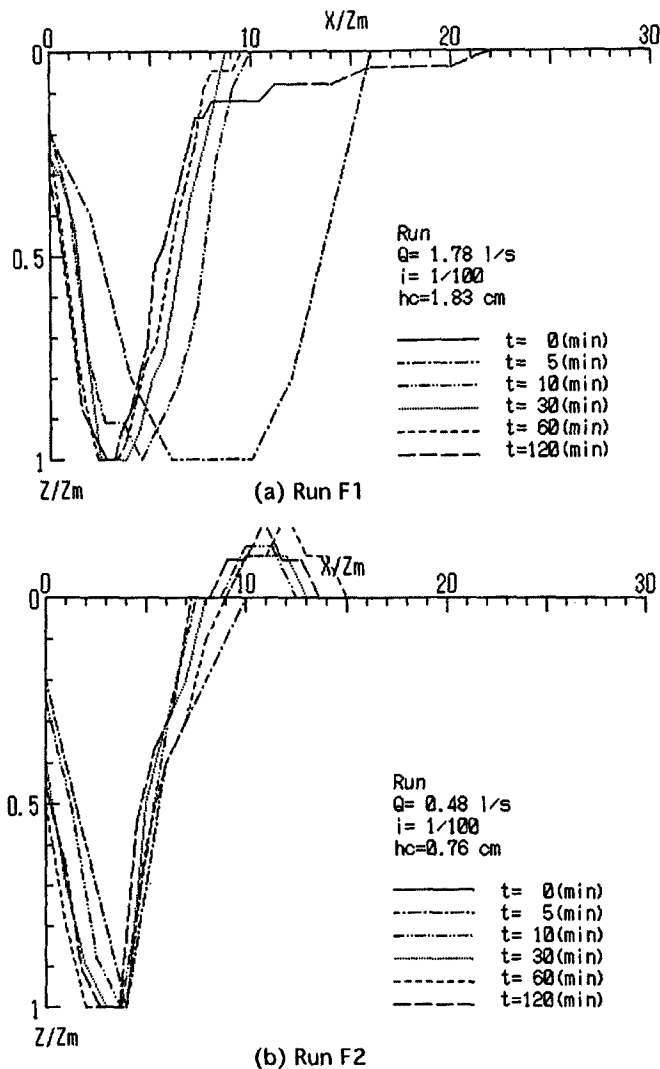 X/Zm
0 10 20 30
0.5
1
Z/Zm
Run
Q= 1.78 l/s
i= 1/100
hc=1.83 cm
t= 0(min)
t= 5(min)
t= 10(min)
t= 30(min)
t= 60(min)
t=120(min)
(a) Run F1
X/Zm
0 10 20 30
0
0.5
1
Z/Zm
Run
Q= 0.48 l/s
i= 1/100
hc=0.76 cm
t= 0(min)
t= 5(min)
t= 10(min)
t= 30(min)
t= 60(min)
t=120(min)
(b) Run F2